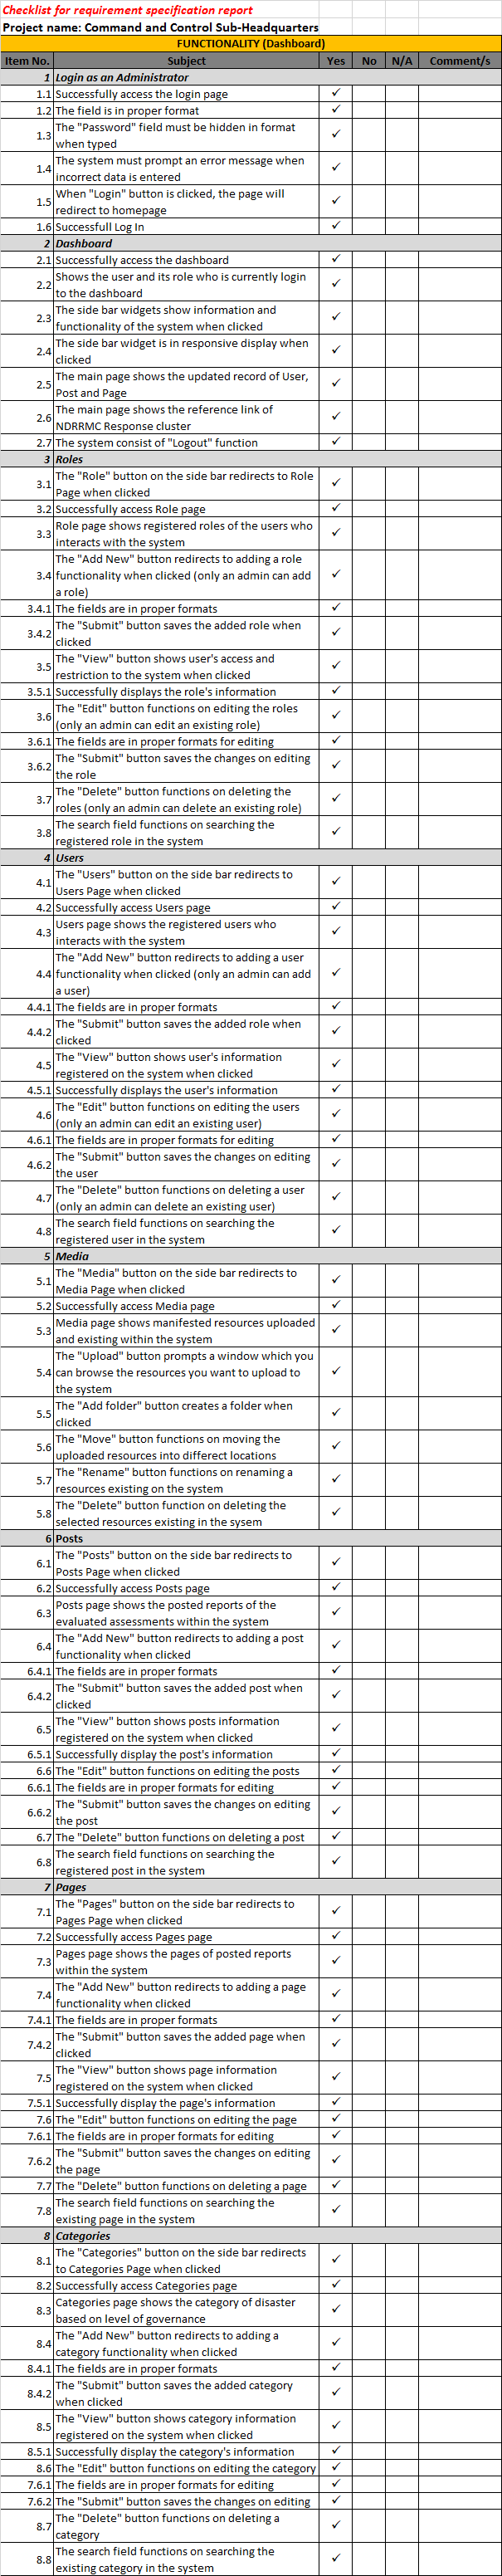 Checklist for requirement specification report
Project name: Command and Control Sub-Headquarters
FUNCTIONALITY (Dashboard)
Item No. Subject Yes No N/A Comment/s
1 Login as an Administrator
1.1 Successfully access the login page ✓
1.2 The field is in proper format ✓
1.3 The "Password" field must be hidden in format
when typed ✓
1.4 The system must prompt an error message when
incorrect data is entered ✓
1.5 When "Login" button is clicked, the page will
redirect to homepage ✓
1.6 Successfull Log In ✓
2 Dashboard
2.1 Successfully access the dashboard ✓
2.2 Shows the user and its role who is currently login
to the dashboard ✓
2.3 The side bar widgets show information and
functionality of the system when clicked ✓
2.4 The side bar widget is in responsive display when
clicked ✓
2.5 The main page shows the updated record of User,
Post and Page ✓
2.6 The main page shows the reference link of
NDRRMC Response cluster ✓
2.7 The system consist of "Logout" function ✓
3 Roles
3.1 The "Role" button on the side bar redirects to Role
Page when clicked ✓
3.2 Successfully access Role page ✓
3.3 Role page shows registered roles of the users who
interacts with the system ✓
3.4 The "Add New" button redirects to adding a role
functionality when clicked (only an admin can add
a role) ✓
3.4.1 The fields are in proper formats ✓
3.4.2 The "Submit" button saves the added role when
clicked ✓
3.5 The "View" button shows user's access and
restriction to the system when clicked ✓
3.5.1 Successfully displays the role's information ✓
3.6 The "Edit" button functions on editing the roles
(only an admin can edit an existing role) ✓
3.6.1 The fields are in proper formats for editing ✓
3.6.2 The "Submit" button saves the changes on editing
the role ✓
3.7 The "Delete" button functions on deleting the
roles (only an admin can delete an existing role) ✓
3.8 The search field functions on searching the
registered role in the system ✓
4 Users
4.1 The "Users" button on the side bar redirects to
Users Page when clicked ✓
4.2 Successfully access Users page ✓
4.3 Users page shows the registered users who
interacts with the system ✓
4.4 The "Add New" button redirects to adding a user
functionality when clicked (only an admin can add
a user) ✓
4.4.1 The fields are in proper formats ✓
4.4.2 The "Submit" button saves the added role when
clicked ✓
4.5 The "View" button shows user's information
registered on the system when clicked ✓
4.5.1 Successfully displays the user's information ✓
4.6 The "Edit" button functions on editing the users
(only an admin can edit an existing user) ✓
4.6.1 The fields are in proper formats for editing ✓
4.6.2 The "Submit" button saves the changes on editing
the user ✓
4.7 The "Delete" button functions on deleting a user
(only an admin can delete an existing user) ✓
4.8 The search field functions on searching the
registered user in the system ✓
5 Media
5.1 The "Media" button on the side bar redirects to
Media Page when clicked ✓
5.2 Successfully access Media page ✓
5.3 Media page shows manifested resources uploaded
and existing within the system ✓
5.4 The "Upload" button prompts a window which you
can browse the resources you want to upload to
the system ✓
5.5 The "Add folder" button creates a folder when
clicked ✓
5.6 The "Move" button functions on moving the
uploaded resources into different locations ✓
5.7 The "Rename" button functions on renaming a
resources existing on the system ✓
5.8 The "Delete" button function on deleting the
selected resources existing in the sysem ✓
6 Posts
6.1 The "Posts" button on the side bar redirects to
Posts Page when clicked ✓
6.2 Successfully access Posts page ✓
6.3 Posts page shows the posted reports of the
evaluated assessments within the system ✓
6.4 The "Add New" button redirects to adding a post
functionality when clicked ✓
6.4.1 The fields are in proper formats ✓
6.4.2 The "Submit" button saves the added post when
clicked ✓
6.5 The "View" button shows posts information
registered on the system when clicked ✓
6.5.1 Successfully display the post's information ✓
6.6 The "Edit" button functions on editing the posts ✓
6.6.1 The fields are in proper formats for editing ✓
6.6.2 The "Submit" button saves the changes on editing
the post ✓
6.7 The "Delete" button functions on deleting a post ✓
6.8 The search field functions on searching the
registered post in the system ✓
7 Pages
7.1 The "Pages" button on the side bar redirects to
Pages Page when clicked ✓
7.2 Successfully access Pages page ✓
7.3 Pages page shows the pages of posted reports
within the system ✓
7.4 The "Add New" button redirects to adding a page
functionality when clicked ✓
7.4.1 The fields are in proper formats ✓
7.4.2 The "Submit" button saves the added page when
clicked ✓
7.5 The "View" button shows page information
registered on the system when clicked ✓
7.5.1 Successfully display the page's information ✓
7.6 The "Edit" button functions on editing the page ✓
7.6.1 The fields are in proper formats for editing ✓
7.6.2 The "Submit" button saves the changes on editing
the page ✓
7.7 The "Delete" button functions on deleting a page ✓
7.8 The search field functions on searching the
existing page in the system ✓
8 Categories
8.1 The "Categories" button on the side bar redirects
to Categories Page when clicked ✓
8.2 Successfully access Categories page ✓
8.3 Categories page shows the category of disaster
based on level of governance ✓
8.4 The "Add New" button redirects to adding a
category functionality when clicked ✓
8.4.1 The fields are in proper formats ✓
8.4.2 The "Submit" button saves the added category
when clicked ✓
8.5 The "View" button shows category information
registered on the system when clicked ✓
8.5.1 Successfully display the category's information ✓
8.6 The "Edit" button functions on editing the category ✓
7.6.1 The fields are in proper formats for editing ✓
7.6.2 The "Submit" button saves the changes on editing ✓
8.7 The "Delete" button functions on deleting a
category ✓
8.8 The search field functions on searching the
existing category in the system ✓